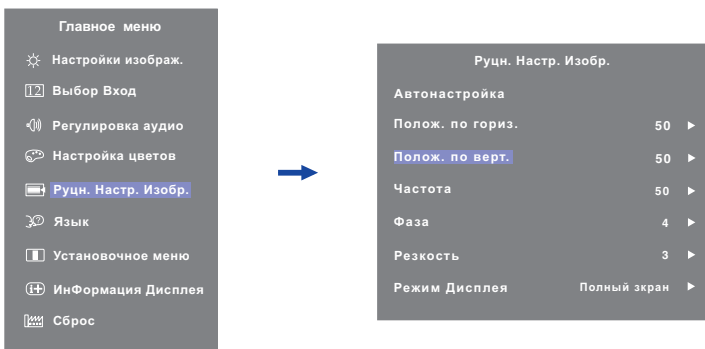 Главное меню
Настройки изображ.
12 Выбор Вход
Регулировка аудио
Настройка цветов
Руцн. Настр. Изобр.
Язык
Установочное меню
ИнФормация Дисплея
Сброс
Руцн. Настр. Изобр.
Автонастройка
Полож. по гориз. 50
Полож. по верт. 50
Частота 50
Фаза 4
Резкость 3
Режим Дисплея Полный зкран